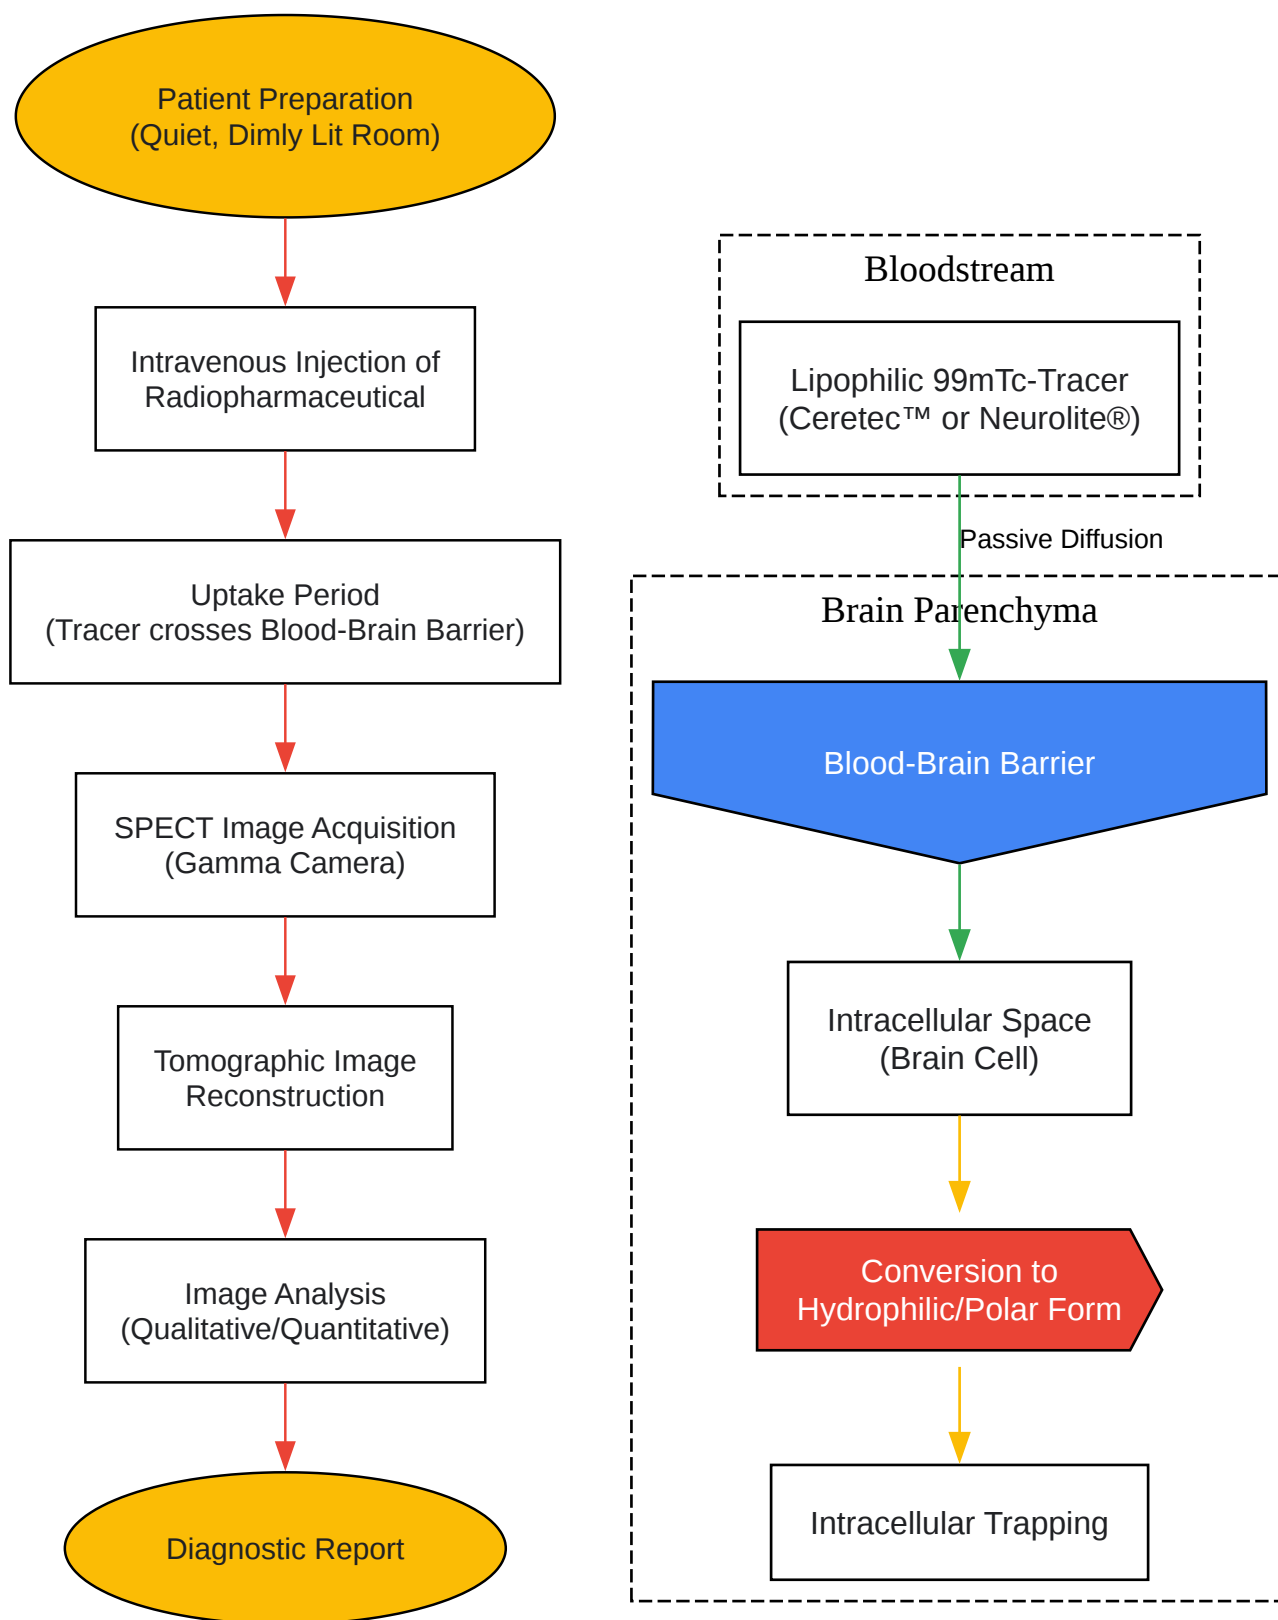 Patient Preparation
(Quiet, Dimly Lit Room)
Intravenous Injection of
Radiopharmaceutical
Uptake Period
(Tracer crosses Blood-Brain Barrier)
SPECT Image Acquisition
(Gamma Camera)
Tomographic Image
Reconstruction
Image Analysis
(Qualitative/Quantitative)
Diagnostic Report
Bloodstream
Lipophilic 99mTc-Tracer
(Ceretec™ or Neurolite®)
Passive Diffusion
Brain Parenchyma
Blood-Brain Barrier
Intracellular Space
(Brain Cell)
Conversion to
Hydrophilic/Polar Form
Intracellular Trapping